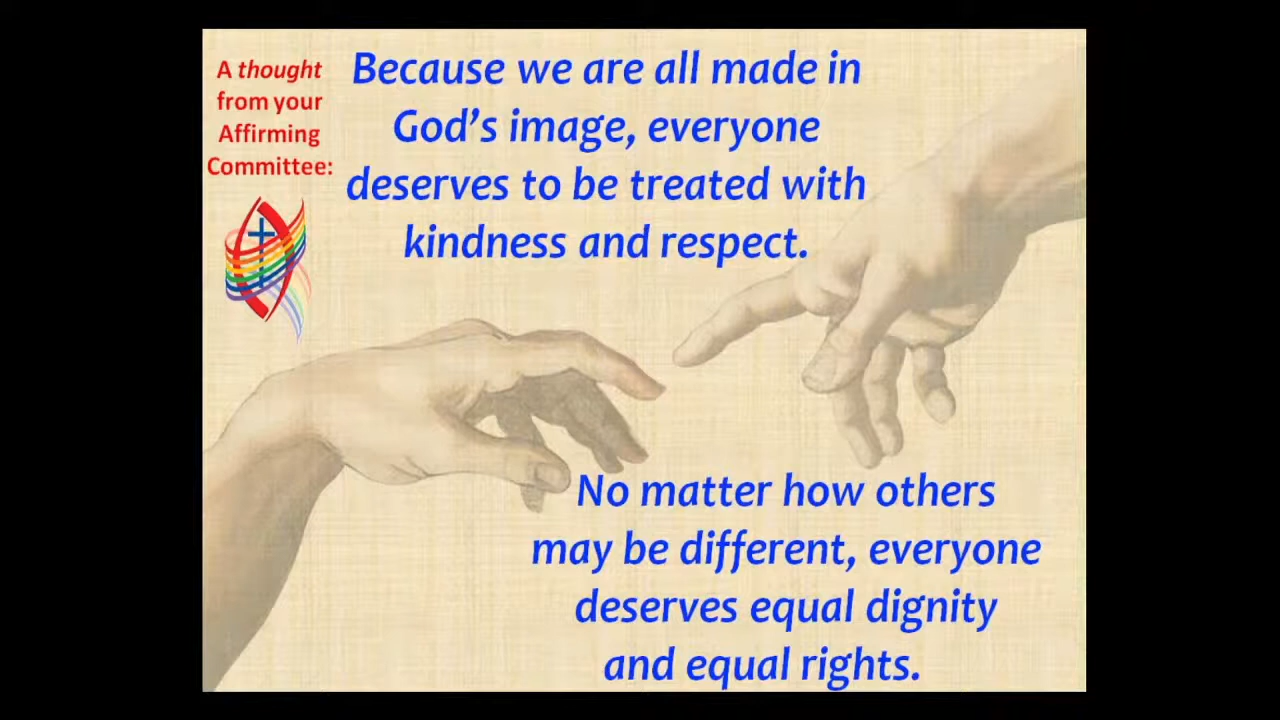 A thought
from your
Affirming
Committee:
Because we are all made in
God’s image, everyone
deserves to be treated with
kindness and respect.
No matter how others
may be different, everyone
deserves equal dignity
and equal rights.